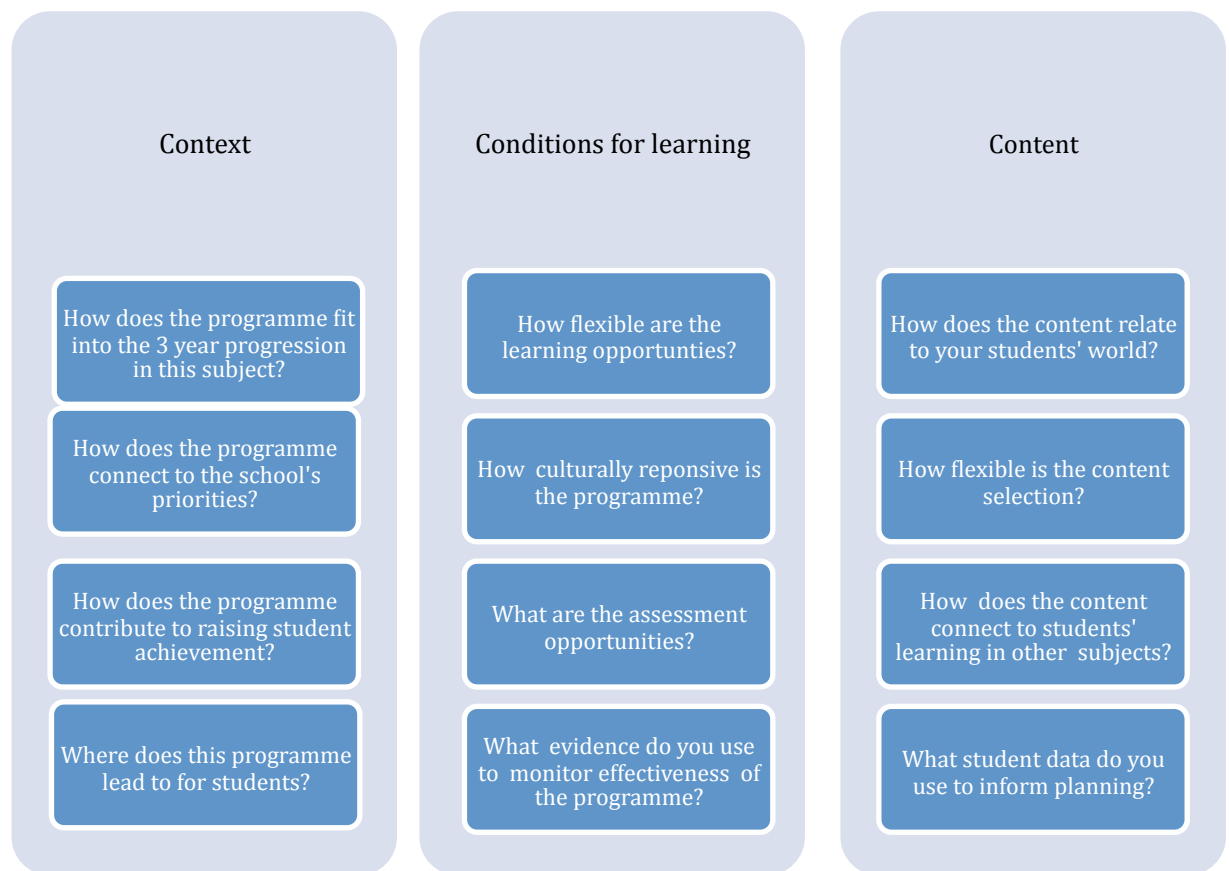 Context
How does the programme fit
into the 3 year progression
in this subject?
How does the programme
connect to the school's
priorities?
How does the programme
contribute to raising student
achievement?
Where does this programme
lead to for students?
Conditions for learning
How flexible are the
learning opportunties?
How culturally reponsive is
the programme?
What are the assessment
opportunities?
What evidence do you use
to monitor effectiveness of
the programme?
Content
How does the content relate
to your students' world?
How flexible is the content
selection?
How does the content
connect to students'
learning in other subjects?
What student data do you
use to inform planning?